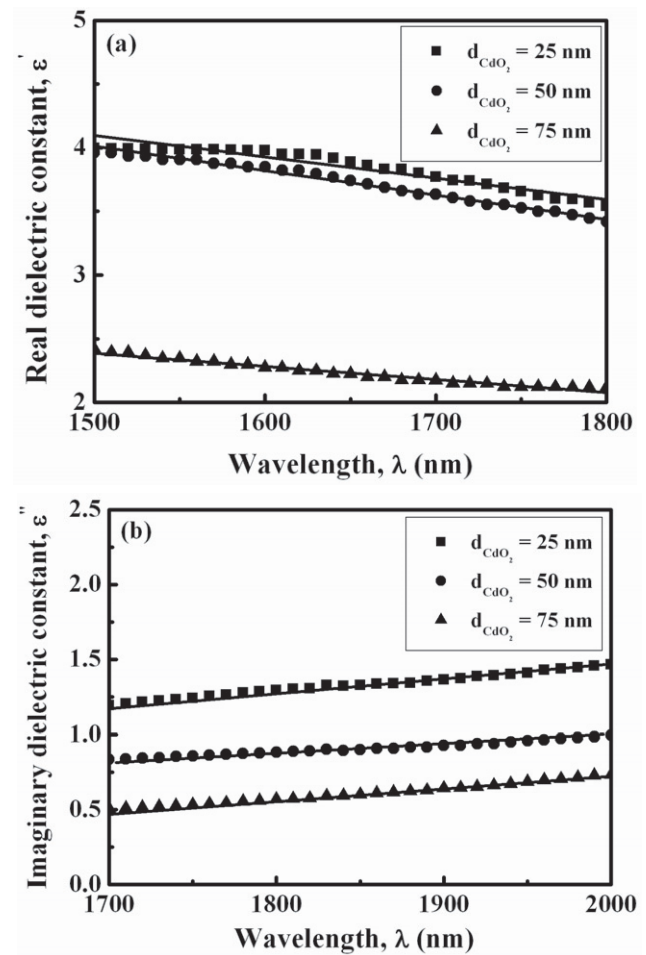 (a)
d_CdO₂ = 25 nm
d_CdO₂ = 50 nm
d_CdO₂ = 75 nm
5
4
3
2
Real dielectric constant, ε'
1500 1600 1700 1800
Wavelength, λ (nm)
(b)
d_CdO₂ = 25 nm
d_CdO₂ = 50 nm
d_CdO₂ = 75 nm
2.5
2.0
1.5
1.0
0.5
0.0
Imaginary dielectric constant, ε"
1700 1800 1900 2000
Wavelength, λ (nm)